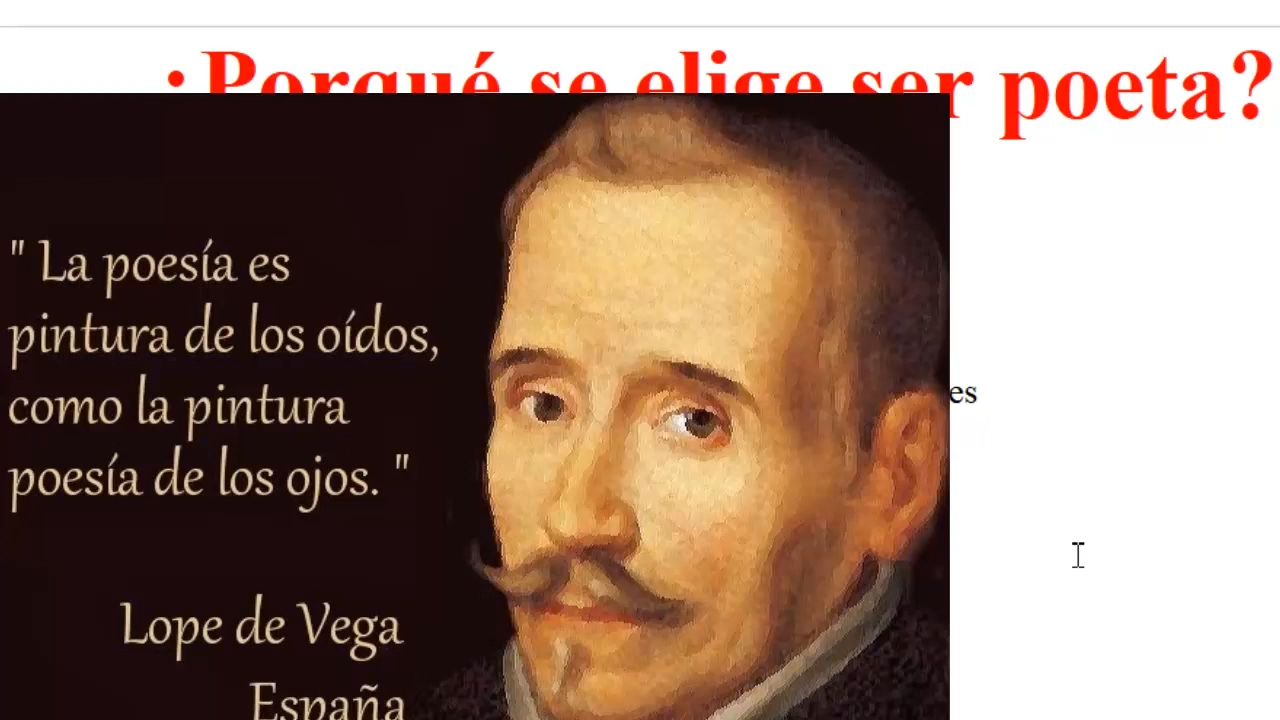 ¿Porqué se elige ser poeta?
" La poesía es
pintura de los oídos,
como la pintura
poesía de los ojos. "
es
Lope de Vega
España